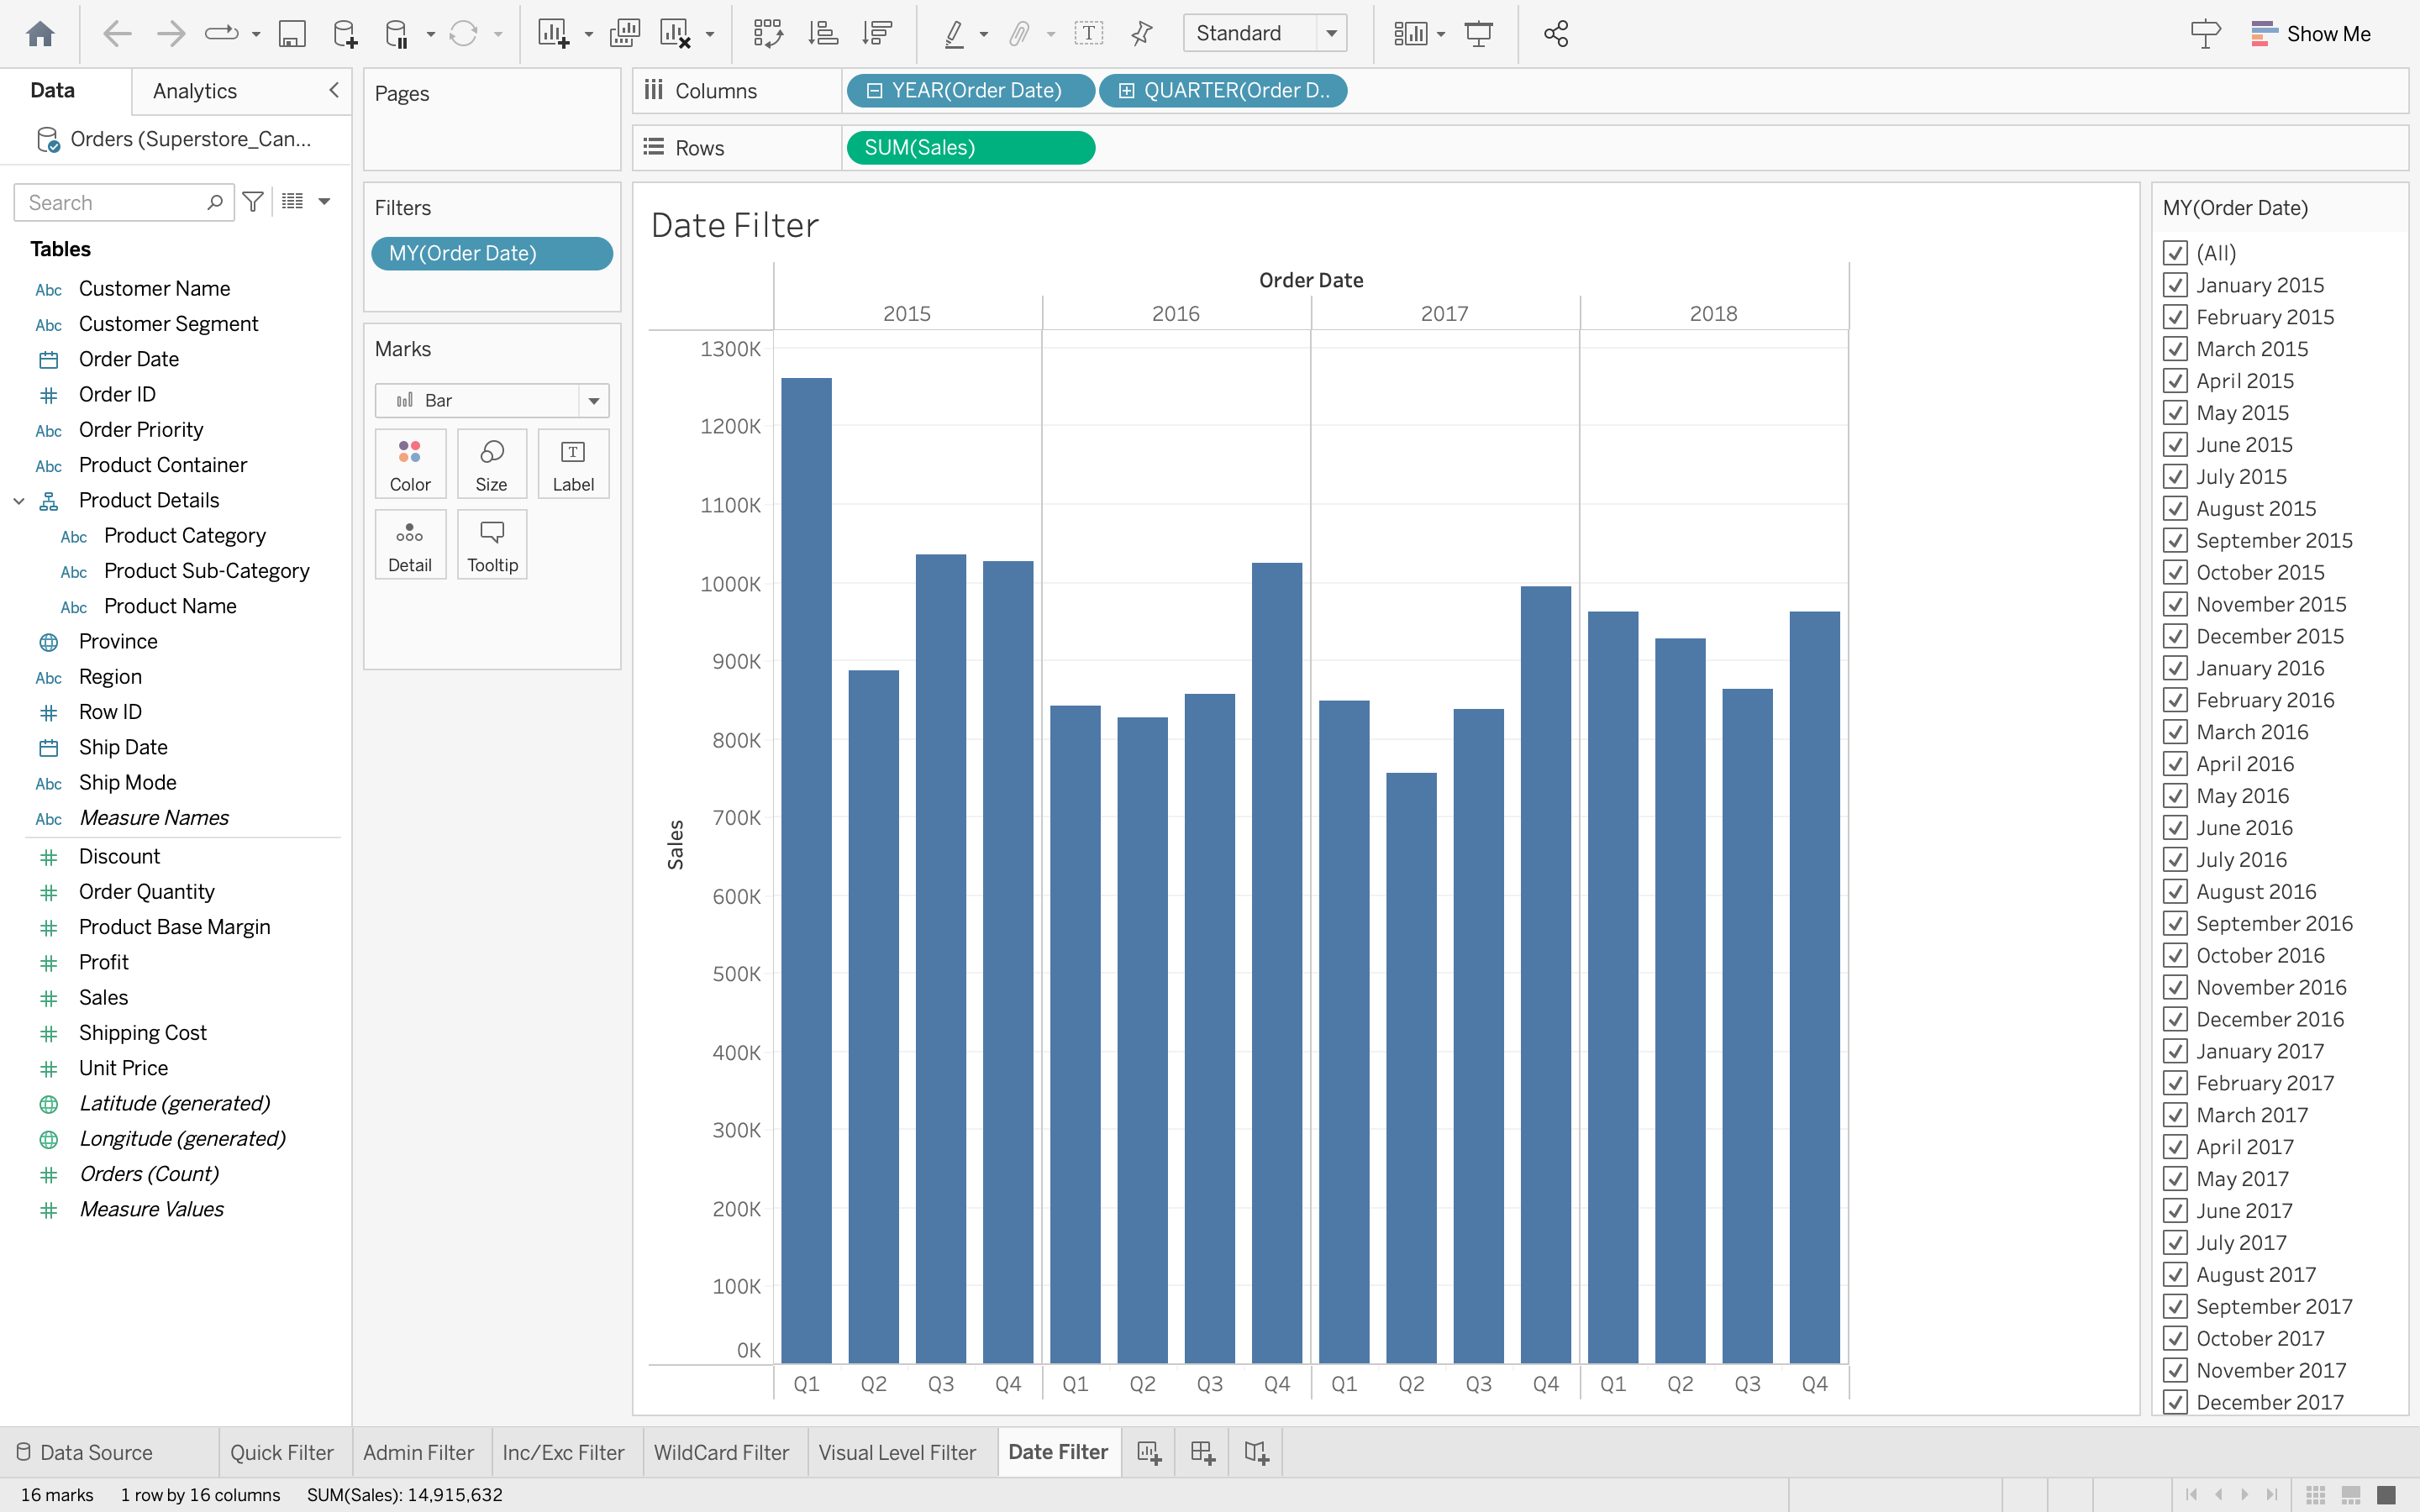 Standard
Show Me
Data
Analytics
Orders (Superstore_Can...
Search
Tables
Abc Customer Name
Abc Customer Segment
Order Date
Order ID
Abc Order Priority
Abc Product Container
Product Details
Abc Product Category
Abc Product Sub-Category
Abc Product Name
Province
Abc Region
Row ID
Ship Date
Abc Ship Mode
Abc Measure Names
Discount
Order Quantity
Product Base Margin
Profit
Sales
Shipping Cost
Unit Price
Latitude (generated)
Longitude (generated)
Orders (Count)
Measure Values
Pages
Filters
MY(Order Date)
Marks
Bar
Color Size Label
Detail Tooltip
Columns YEAR(Order Date) QUARTER(Order D..
Rows SUM(Sales)
Date Filter
Order Date
2015 2016 2017 2018
1300K
1200K
1100K
1000K
900K
800K
700K
600K
500K
400K
300K
200K
100K
0K
Sales
Q1 Q2 Q3 Q4 Q1 Q2 Q3 Q4 Q1 Q2 Q3 Q4 Q1 Q2 Q3 Q4
MY(Order Date)
(All)
January 2015
February 2015
March 2015
April 2015
May 2015
June 2015
July 2015
August 2015
September 2015
October 2015
November 2015
December 2015
January 2016
February 2016
March 2016
April 2016
May 2016
June 2016
July 2016
August 2016
September 2016
October 2016
November 2016
December 2016
January 2017
February 2017
March 2017
April 2017
May 2017
June 2017
July 2017
August 2017
September 2017
October 2017
November 2017
December 2017
Data Source Quick Filter Admin Filter Inc/Exc Filter WildCard Filter Visual Level Filter Date Filter
16 marks 1 row by 16 columns SUM(Sales): 14,915,632